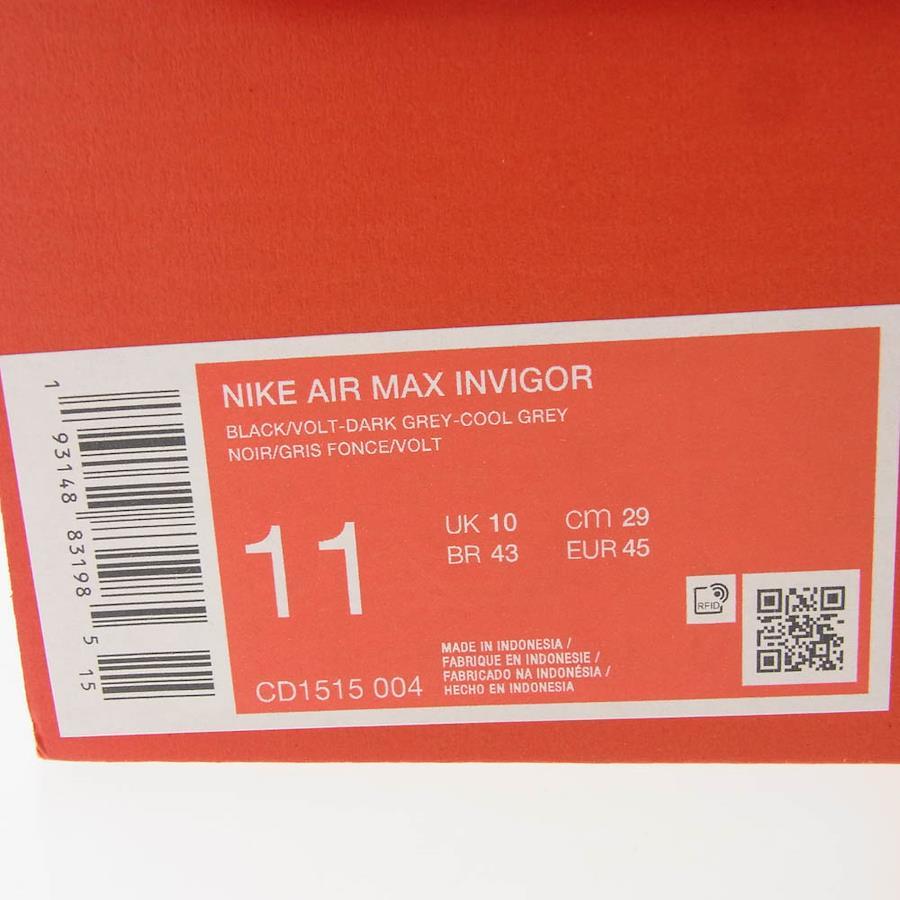 NIKE AIR MAX INVIGOR
BLACK/VOLT-DARK GREY-COOL GREY
NOIR/GRIS FONCE/VOLT
11
UK 10 cm 29
BR 43 EUR 45
RFID
MADE IN INDONESIA /
FABRIQUE EN INDONESIE /
FABRICADO NA INDONÉSIA /
HECHO EN INDONESIA
CD1515 004
1 93148 83198 5 15